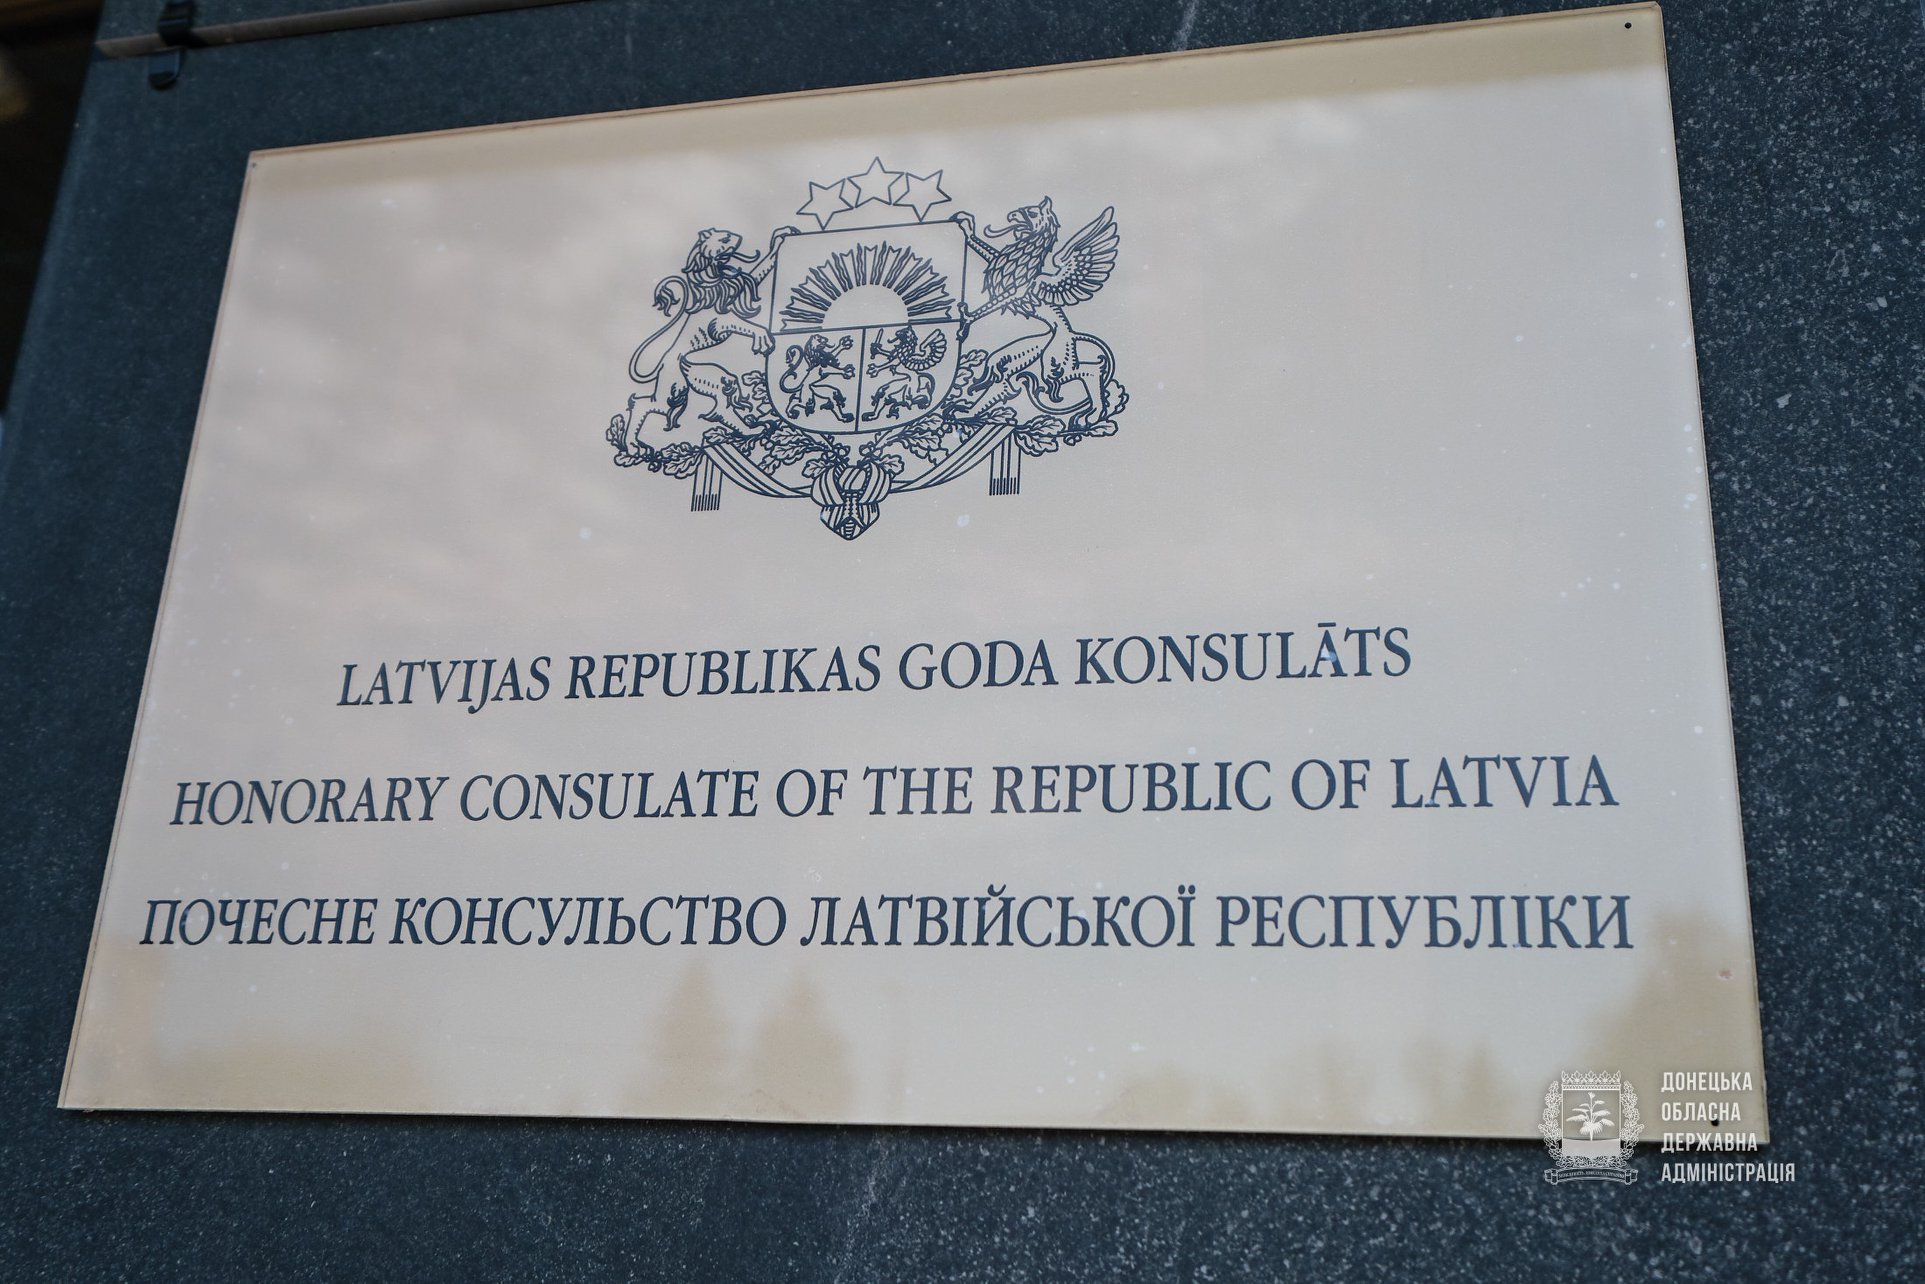 LATVIJAS REPUBLIKAS GODA KONSULĀTS
HONORARY CONSULATE OF THE REPUBLIC OF LATVIA
ПОЧЕСНЕ КОНСУЛЬСТВО ЛАТВІЙСЬКОЇ РЕСПУБЛІКИ
ДОНЕЦЬКА
ОБЛАСНА
ДЕРЖАВНА
АДМІНІСТРАЦІЯ